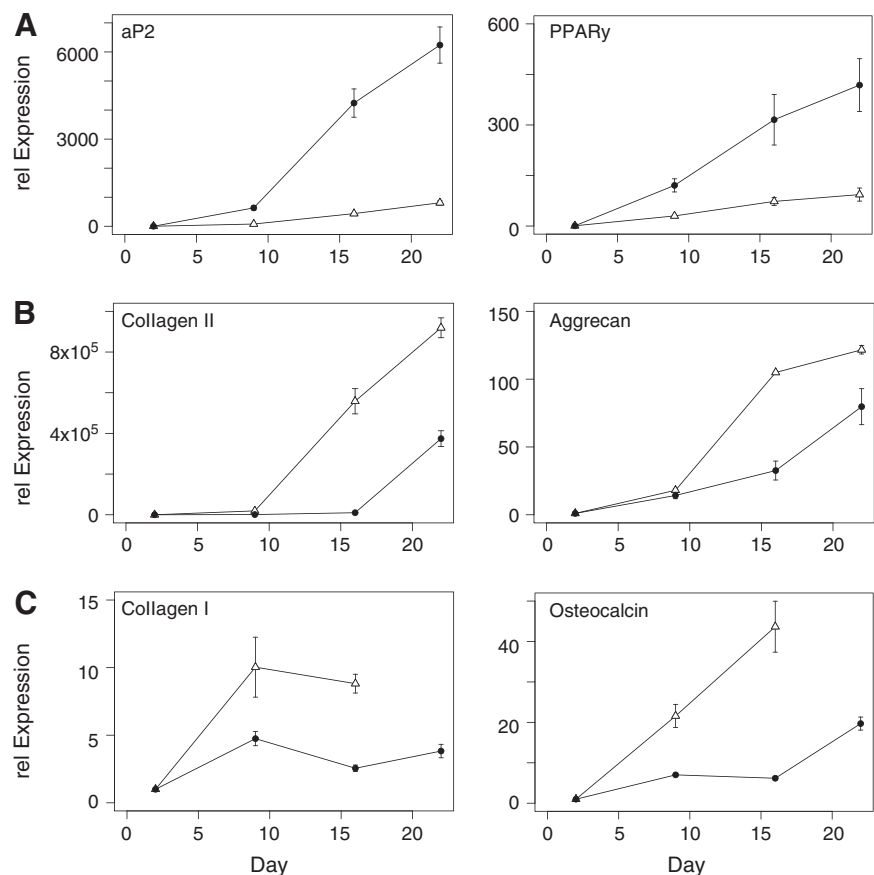 A
aP2
rel Expression
6000
3000
0
0 5 10 15 20
PPARy
600
300
0
0 5 10 15 20
B
Collagen II
rel Expression
8x10⁵
4x10⁵
0
0 5 10 15 20
Aggrecan
150
100
50
0
0 5 10 15 20
C
Collagen I
rel Expression
15
10
5
0
0 5 10 15 20
Day
Osteocalcin
40
20
0
0 5 10 15 20
Day